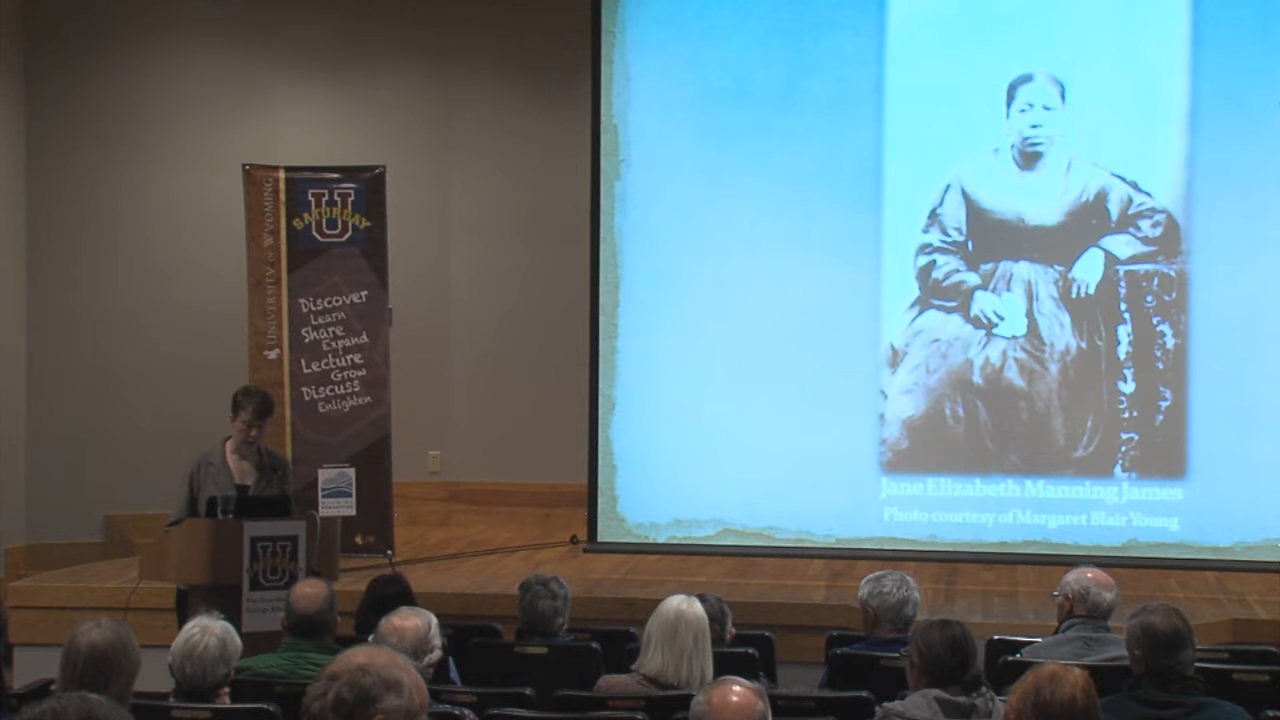 UNIVERSITY OF WYOMING
U
SATURDAY
Discover
Learn
Share
Expand
Lecture
Grow
Discuss
Enlighten
Jane Elizabeth Manning James
Photo courtesy of Margaret Blair Young
U